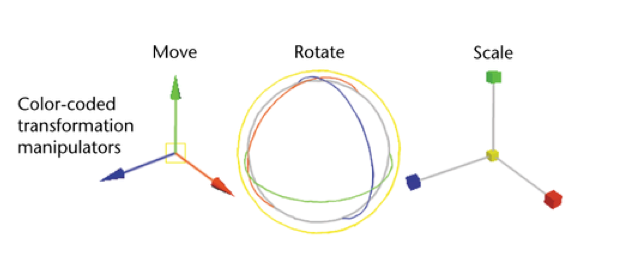 Move
Rotate
Scale
Color-coded
transformation
manipulators